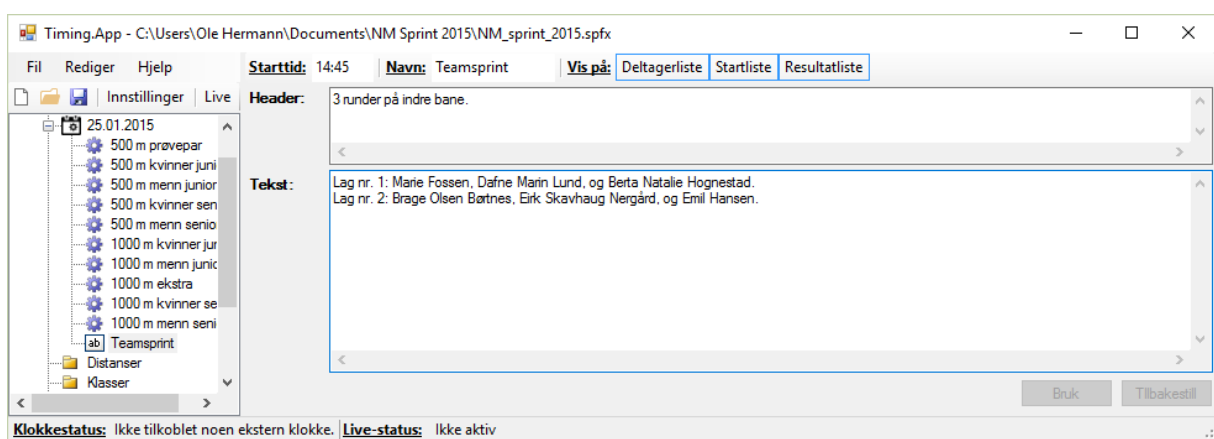 Timing.App - C:\Users\Ole Hermann\Documents\NM Sprint 2015\NM_sprint_2015.spfx
Fil Rediger Hjelp Starttid: 14:45 Navn: Teamsprint Vis på: Deltagerliste Startliste Resultatliste
Innstillinger Live
Header: 3 runder på indre bane.
25.01.2015
500 m prøvepar
500 m kvinner juni
500 m menn junior
500 m kvinner sen
500 m menn senio
1000 m kvinner jur
1000 m menn junic
1000 m ekstra
1000 m kvinner se
1000 m menn seni
ab Teamsprint
Distanser
Klasser
Tekst: Lag nr. 1: Marie Fossen, Dafne Marin Lund, og Berta Natalie Hognestad.
Lag nr. 2: Brage Olsen Børtnes, Eirk Skavhaug Nergård, og Emil Hansen.
Bruk Tilbakestill
Klokkestatus: Ikke tilkoblet noen ekstern klokke. Live-status: Ikke aktiv